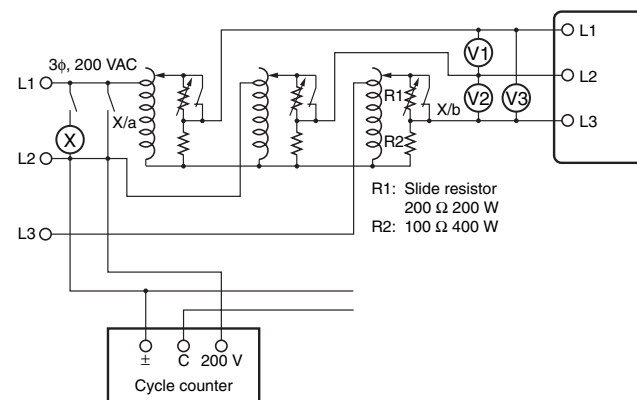 3ϕ, 200 VAC
L1
X/a
X
L2
L3
R1
R2
X/b
V1
V2
V3
L1
L2
L3
R1: Slide resistor
200 Ω 200 W
R2: 100 Ω 400 W
± C 200 V
Cycle counter